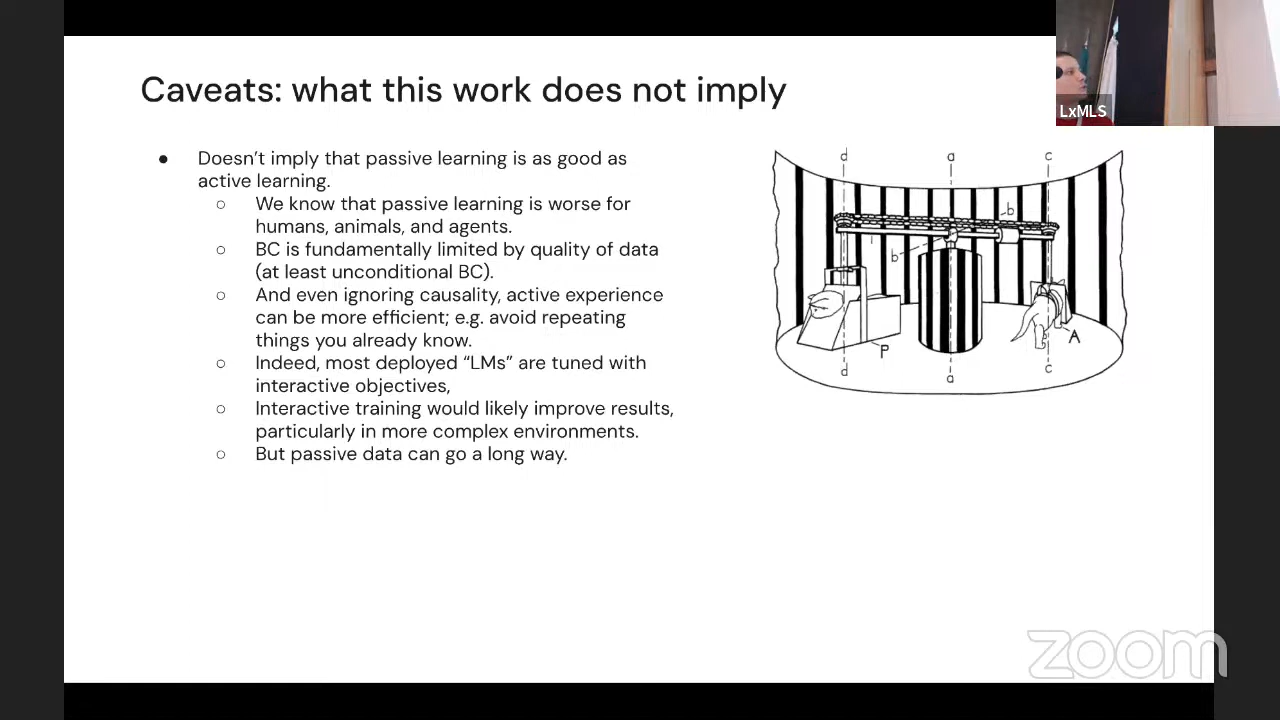 Caveats: what this work does not imply
LxMLS
● Doesn't imply that passive learning is as good as
active learning.
○ We know that passive learning is worse for
humans, animals, and agents.
○ BC is fundamentally limited by quality of data
(at least unconditional BC).
○ And even ignoring causality, active experience
can be more efficient; e.g. avoid repeating
things you already know.
○ Indeed, most deployed “LMs” are tuned with
interactive objectives,
○ Interactive training would likely improve results,
particularly in more complex environments.
○ But passive data can go a long way.
d a c
b
b
A
P
d a c
zoom